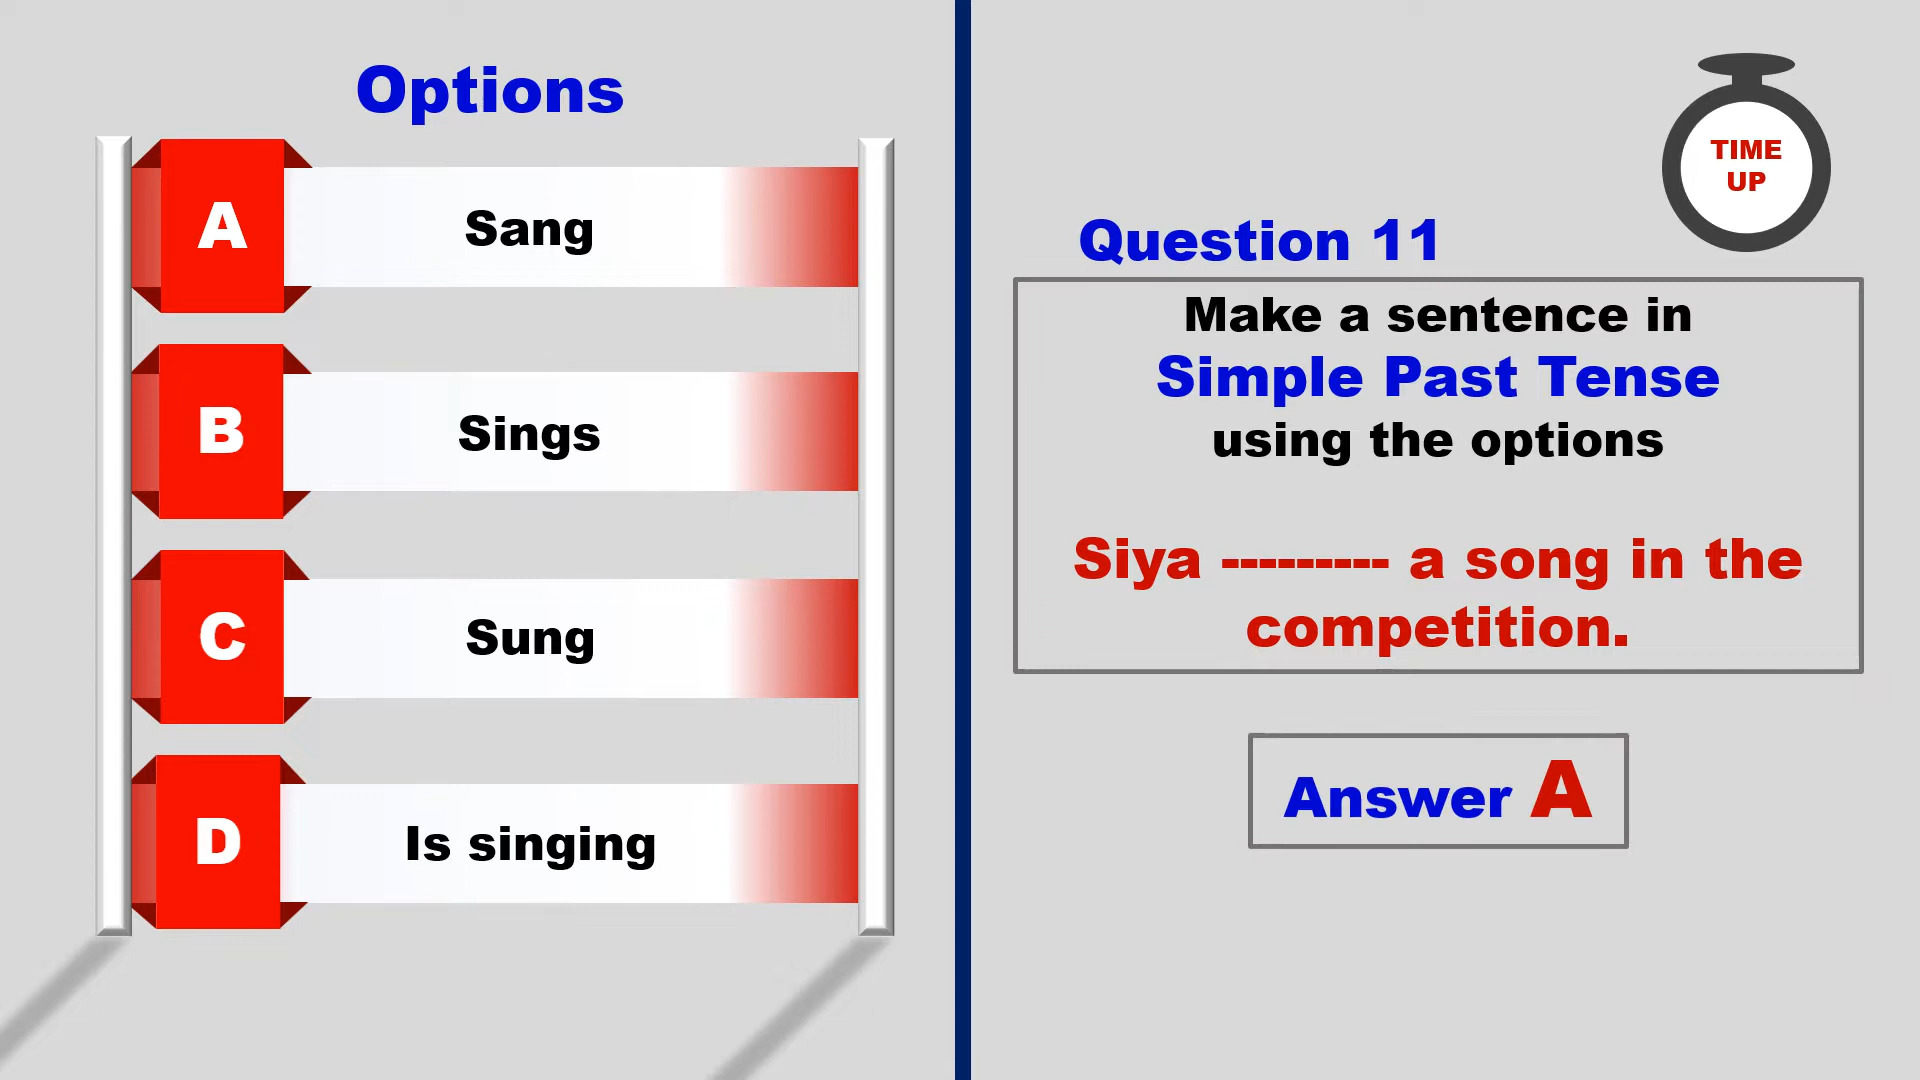 Options
A
Sang
B
Sings
C
Sung
D
Is singing
TIME
UP
Question 11
Make a sentence in
Simple Past Tense
using the options
Siya --------- a song in the
competition.
Answer A